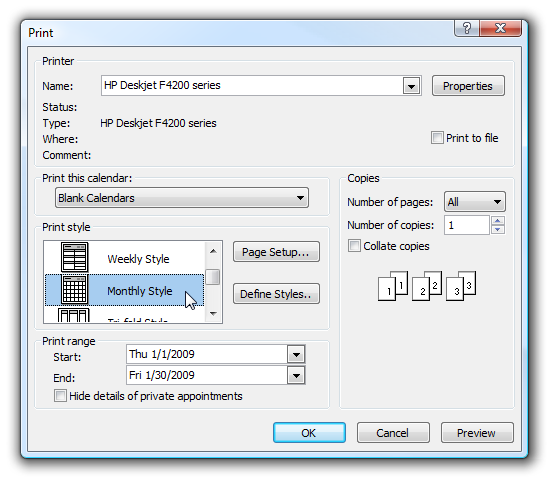 Print
Printer
Name: HP Deskjet F4200 series Properties
Status:
Type: HP Deskjet F4200 series
Where: Print to file
Comment:
Print this calendar:
Blank Calendars
Copies
Number of pages: All
Number of copies: 1
Collate copies
1 1 2 2 3 3
Print style
Weekly Style
Monthly Style
Tri-fold Style
Page Setup...
Define Styles..
Print range
Start: Thu 1/1/2009
End: Fri 1/30/2009
Hide details of private appointments
OK Cancel Preview